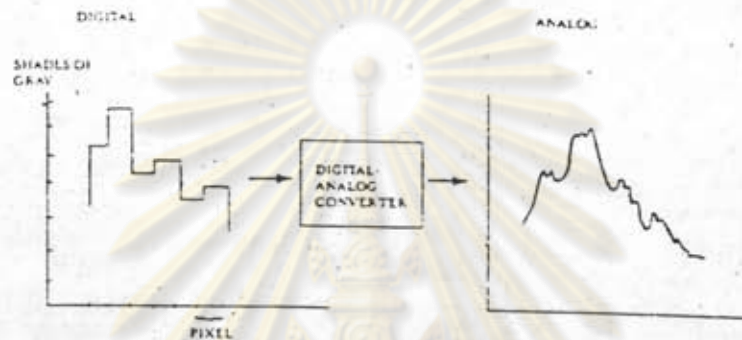 DIGITAL
ANALOG
SHADES OF
GRAY
DIGITAL-
ANALOG
CONVERTER
PIXEL